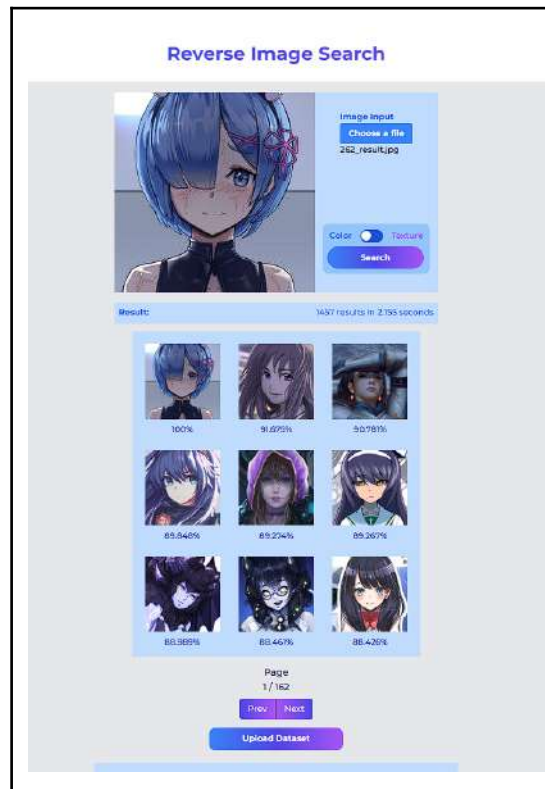 Reverse Image Search
Image Input
Choose a file
262_result.jpg
Color Texture
Search
Result: 1457 results in 2.155 seconds
100% 91.675% 90.781%
89.848% 89.274% 89.267%
88.989% 88.461% 88.426%
Page
1 / 162
Prev Next
Upload Dataset